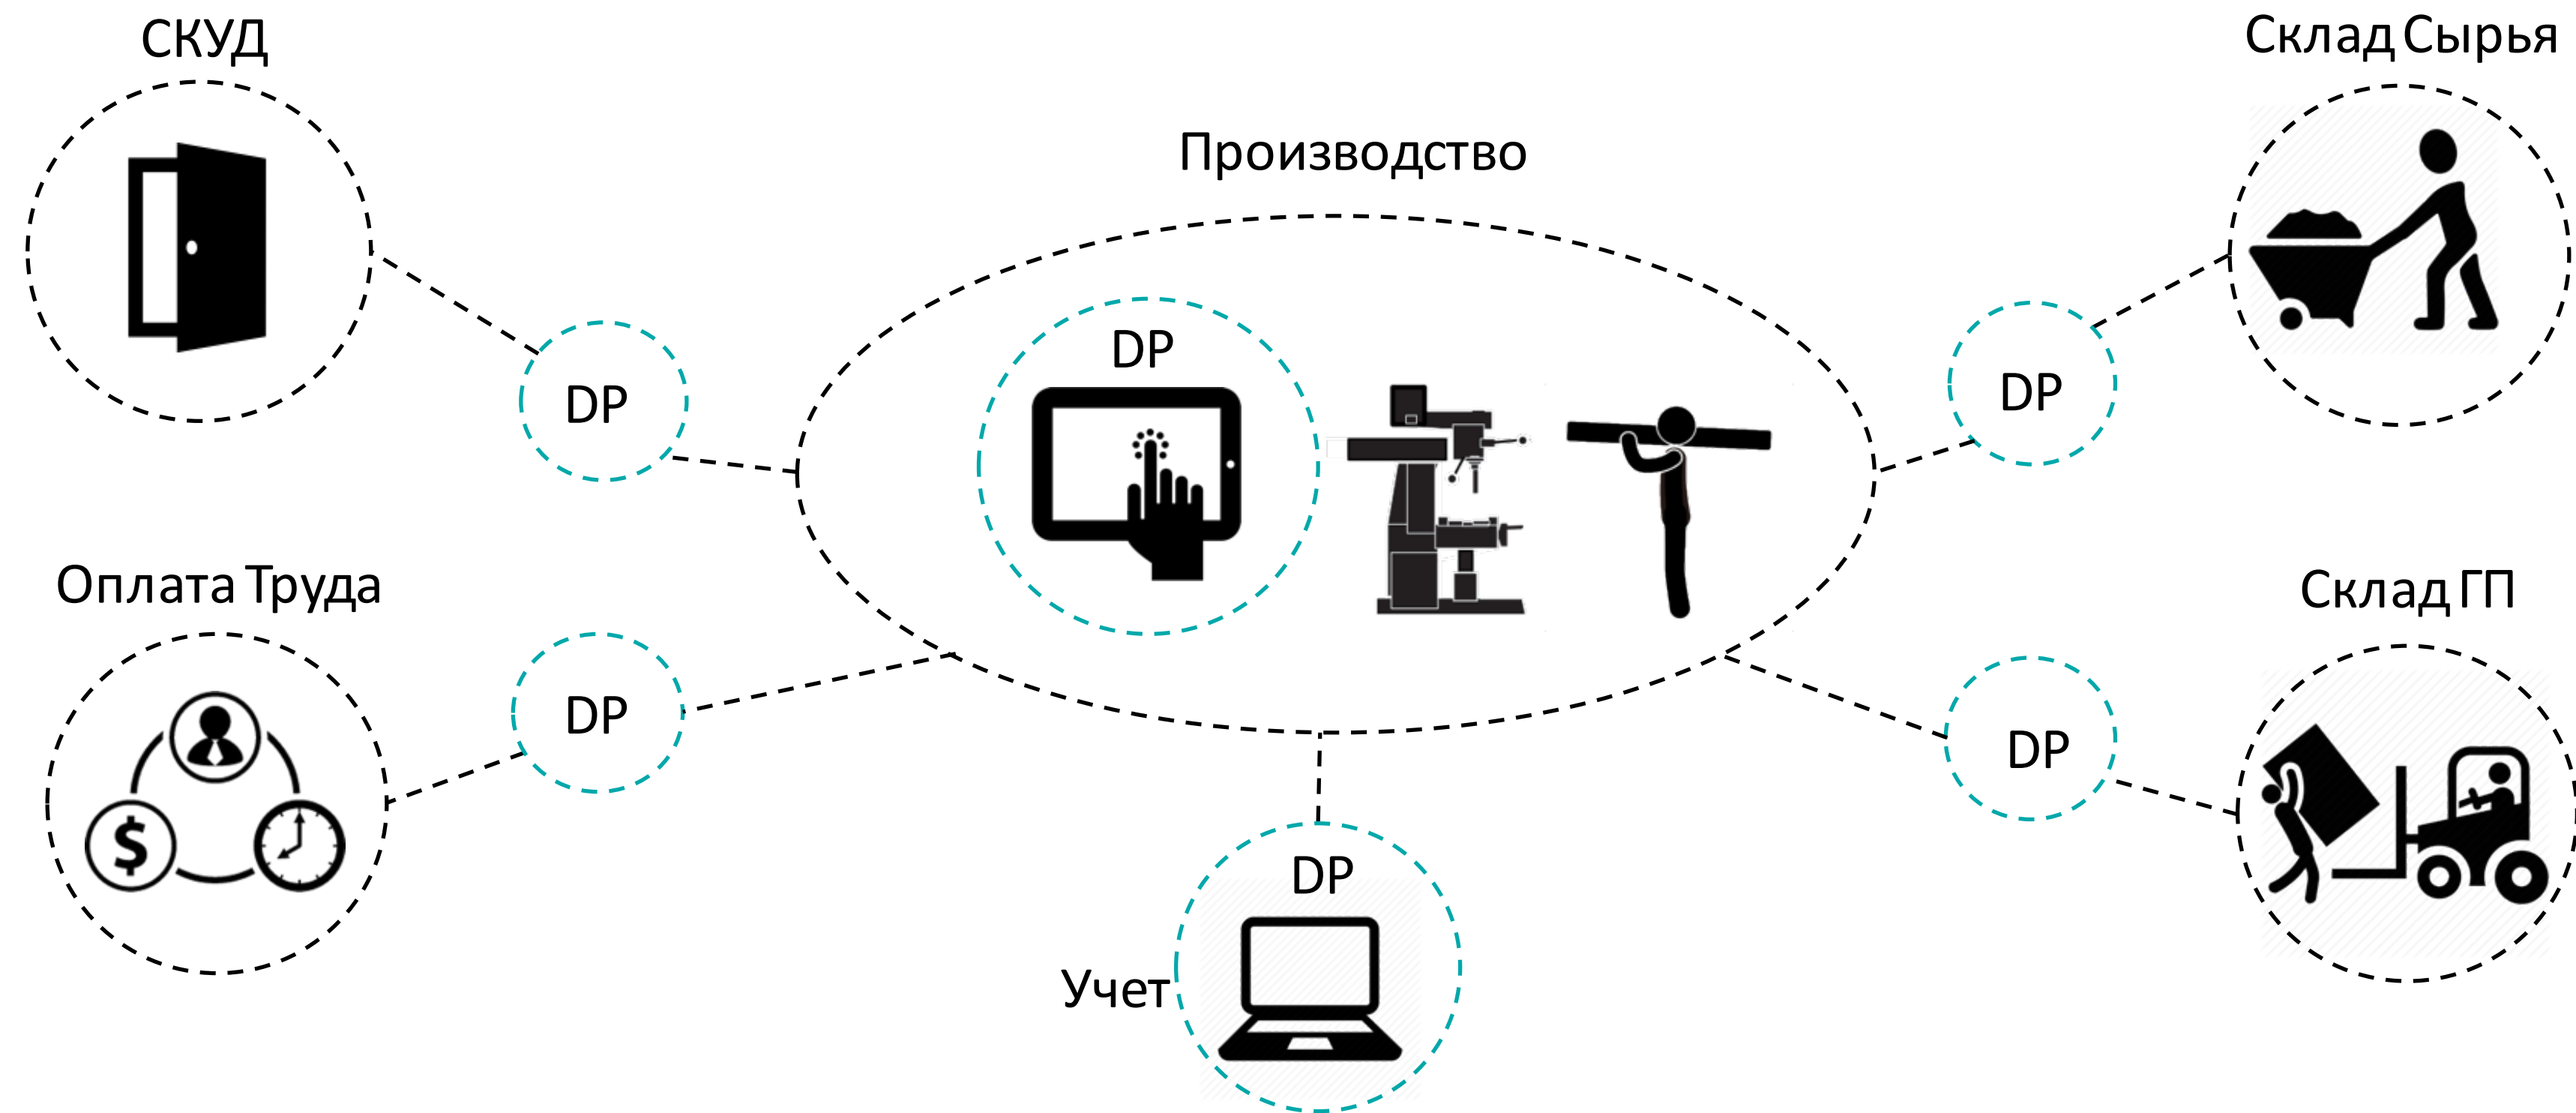 СКУД
Склад Сырья
Производство
DP
DP
DP
Оплата Труда
Склад ГП
DP
DP
DP
Учет
$